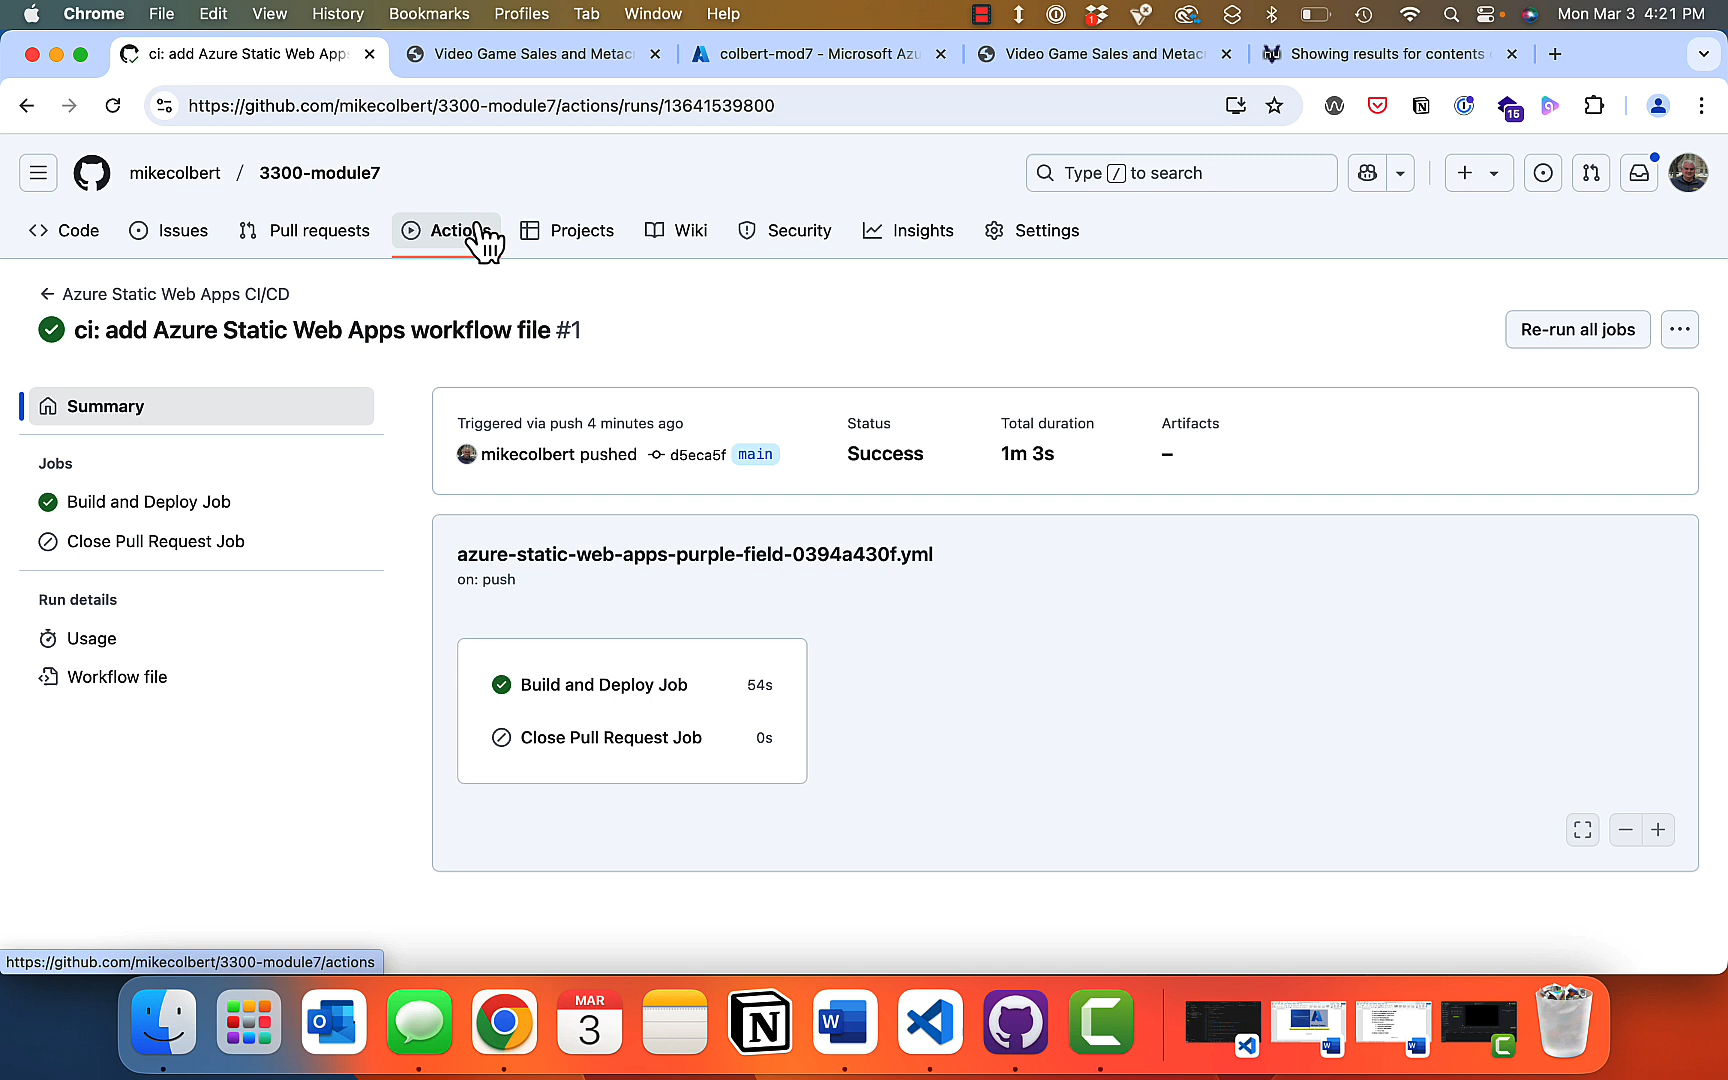 Chrome File Edit View History Bookmarks Profiles Tab Window Help 1 Mon Mar 3 4:21 PM
ci: add Azure Static Web Apps Video Game Sales and Metac colbert-mod7 - Microsoft Azu Video Game Sales and Metac Showing results for contents
https://github.com/mikecolbert/3300-module7/actions/runs/13641539800 15
mikecolbert / 3300-module7 Type / to search
Code Issues Pull requests Actions Projects Wiki Security Insights Settings
Azure Static Web Apps CI/CD
ci: add Azure Static Web Apps workflow file #1 Re-run all jobs
Summary
Jobs
Build and Deploy Job
Close Pull Request Job
Run details
Usage
Workflow file
Triggered via push 4 minutes ago Status Total duration Artifacts
mikecolbert pushed d5eca5f main Success 1m 3s –
azure-static-web-apps-purple-field-0394a430f.yml
on: push
Build and Deploy Job 54s
Close Pull Request Job 0s
https://github.com/mikecolbert/3300-module7/actions
MAR
3